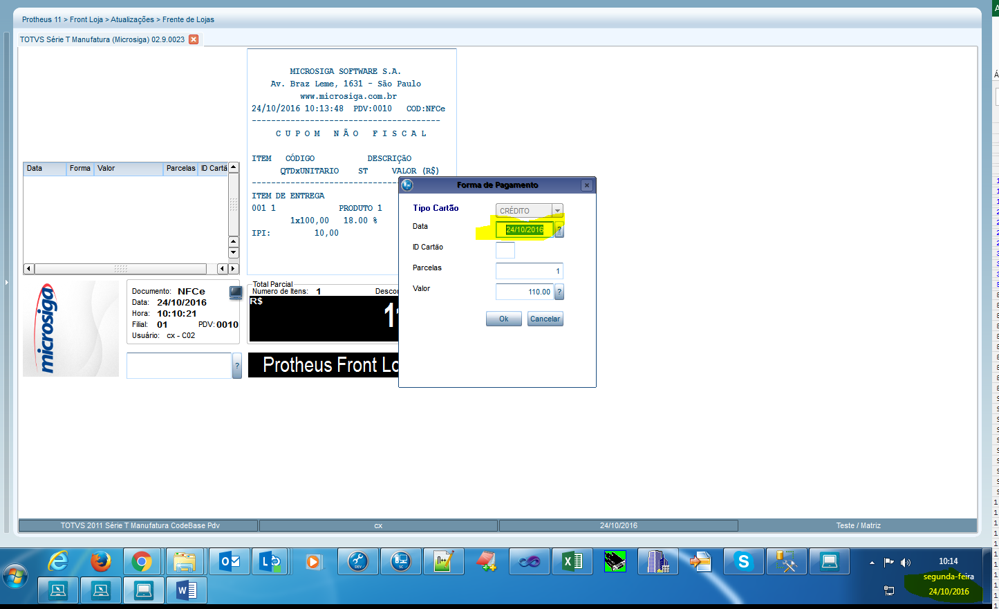 Protheus 11 > Front Loja > Atualizações > Frente de Lojas
TOTVS Série T Manufatura (Microsiga) 02.9.0023
MICROSIGA SOFTWARE S.A.
Av. Braz Leme, 1631 - São Paulo
www.microsiga.com.br
24/10/2016 10:13:48 PDV:0010 COD:NFCe
C U P O M N Ã O F I S C A L
ITEM CÓDIGO DESCRIÇãO
QTDxUNITARIO ST VALOR (R$)
ITEM DE ENTREGA
001 1 PRODUTO 1
1x100,00 18.00 %
IPI: 10,00
Data Forma Valor Parcelas ID Cartã
Forma de Pagamento
Tipo Cartão CRÉDITO
Data 24/10/2016 ?
ID Cartão
Parcelas 1
Valor 110.00 ?
Ok Cancelar
microsiga
Documento: NFCe
Data: 24/10/2016
Hora: 10:10:21
Filial: 01 PDV: 0010
Usuário: cx - C02
?
Total Parcial
Numero de Itens: 1 Descon
R$
Protheus Front Lo
TOTVS 2011 Série T Manufatura CodeBase Pdv cx 24/10/2016 Teste / Matriz
DEV
SC
10:14
segunda-feira
24/10/2016